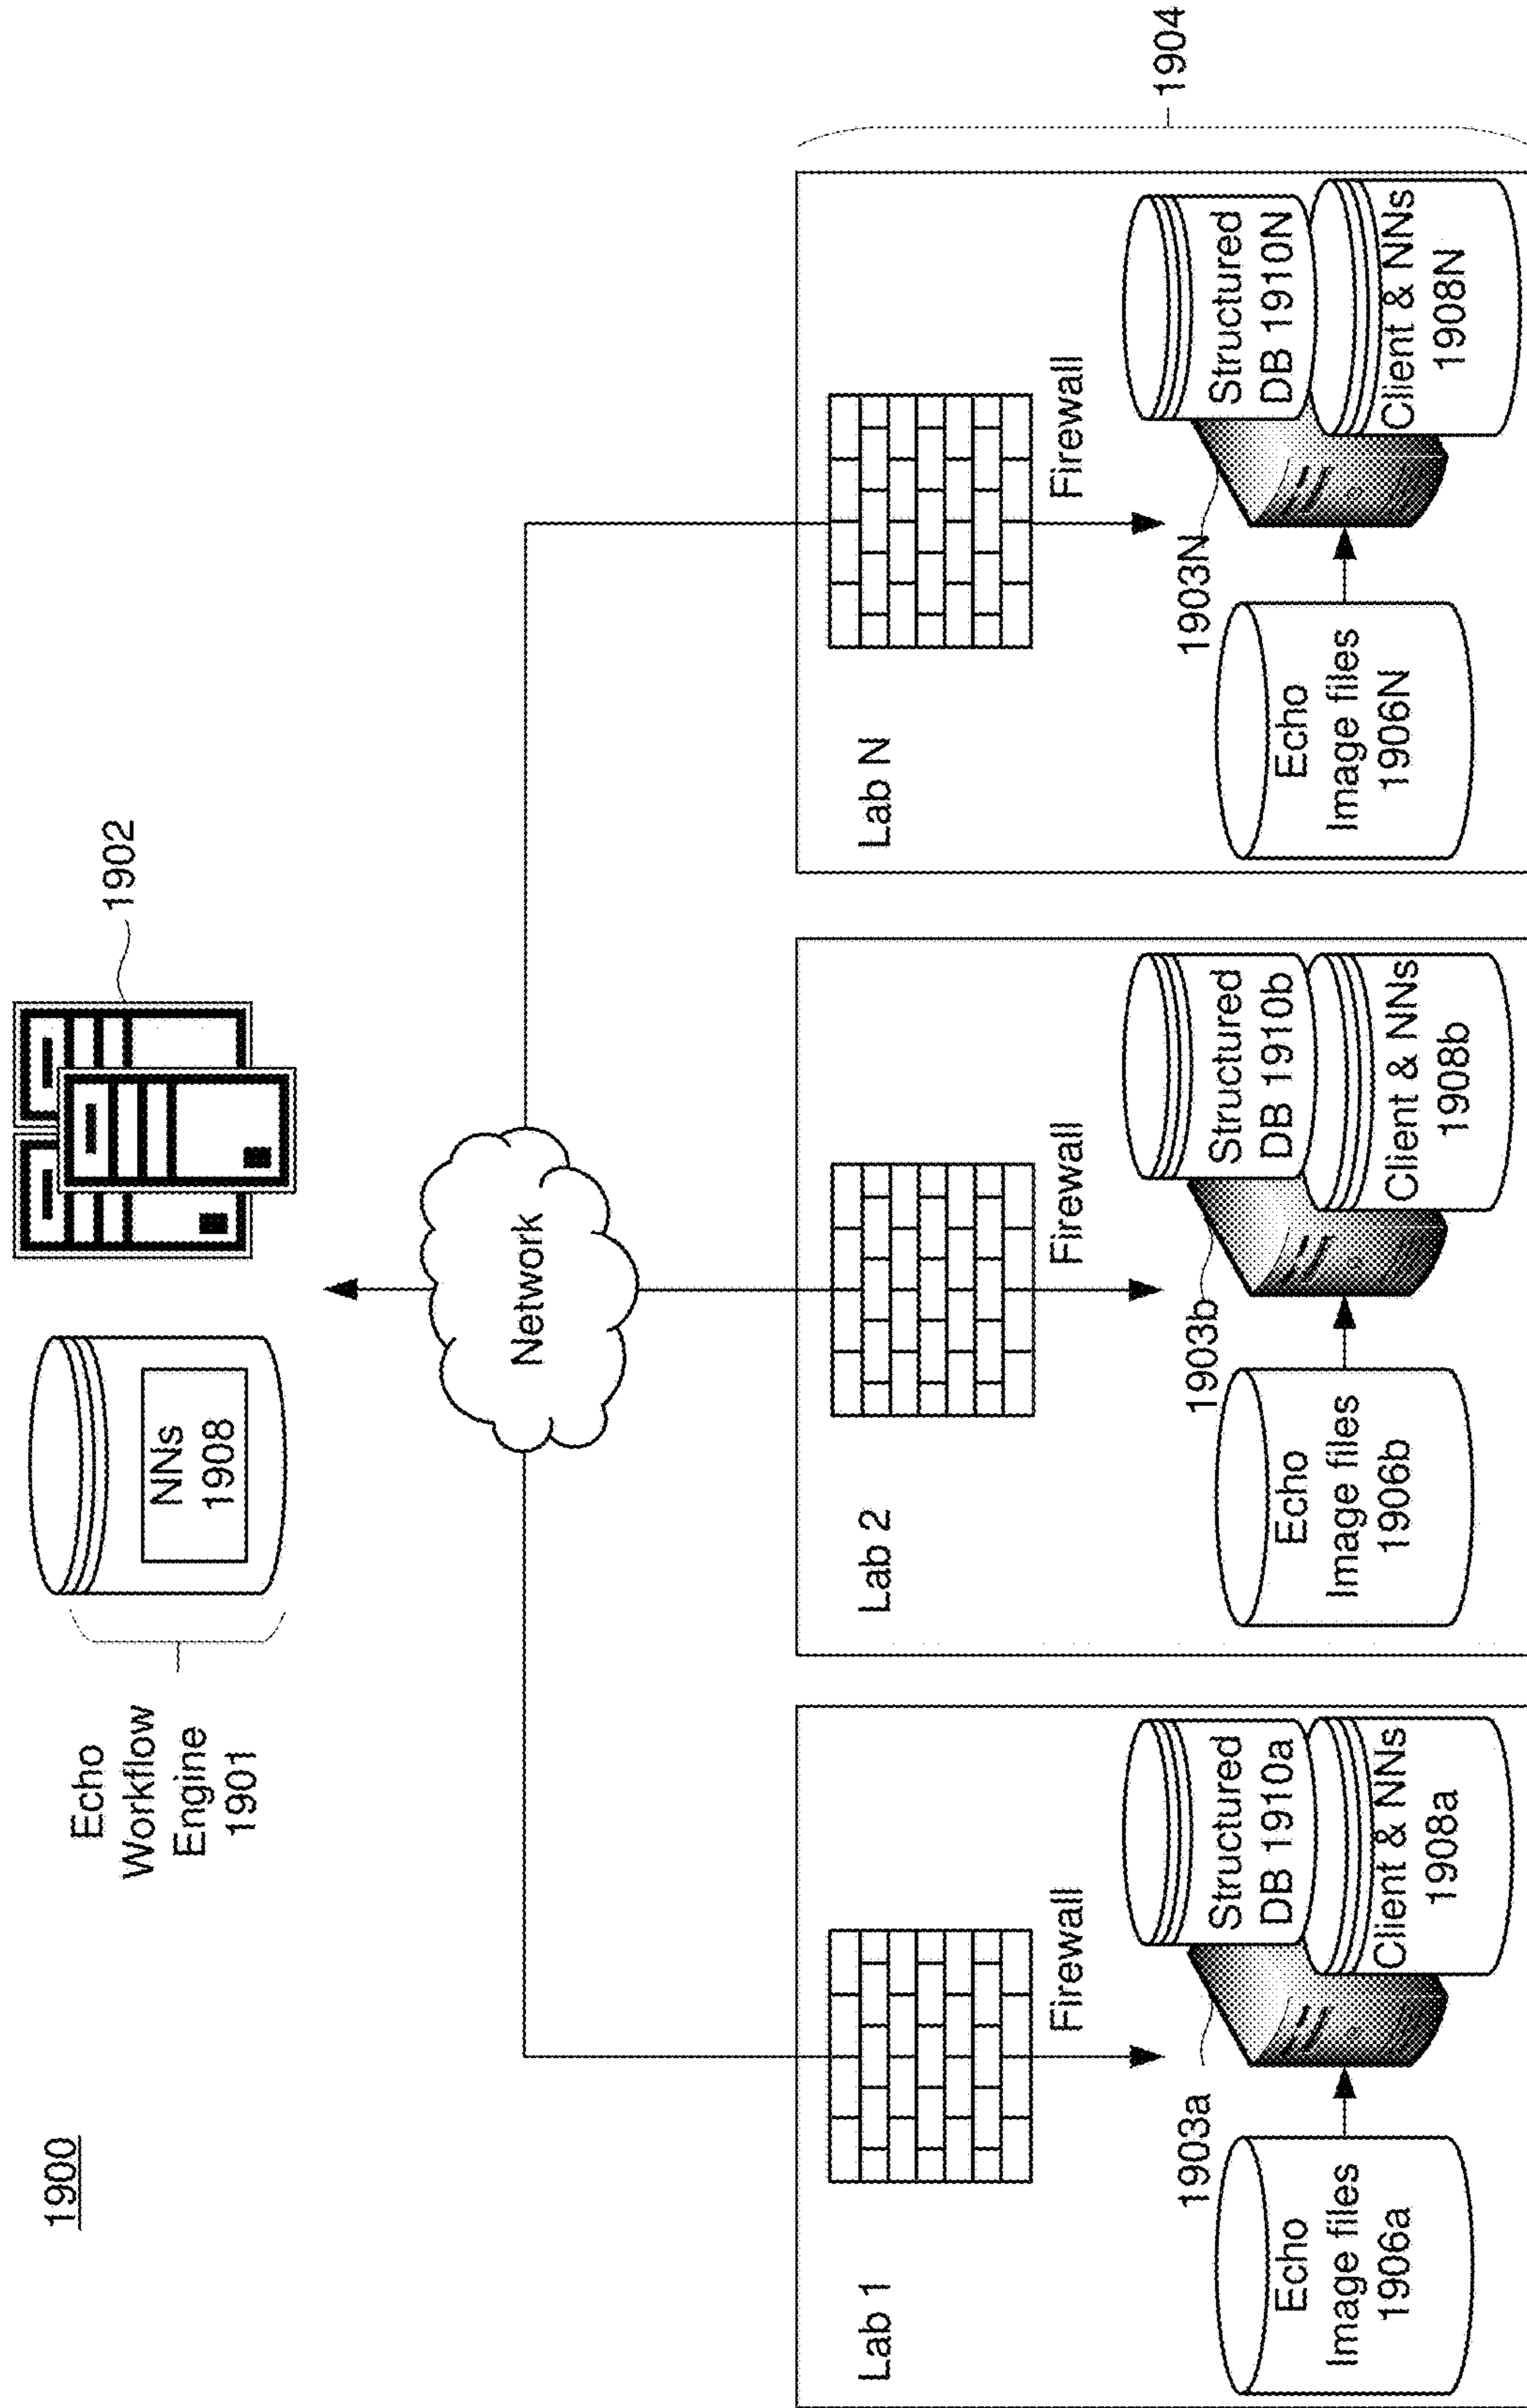 1900
Echo
Workflow
Engine
1901
NNs
1908
1902
Network
Lab 1
Firewall
1903a
Echo
Image files
1906a
Structured
DB 1910a
Client & NNs
1908a
Lab 2
Firewall
1903b
Echo
Image files
1906b
Structured
DB 1910b
Client & NNs
1908b
Lab N
Firewall
1903N
Echo
Image files
1906N
Structured
DB 1910N
Client & NNs
1908N
1904